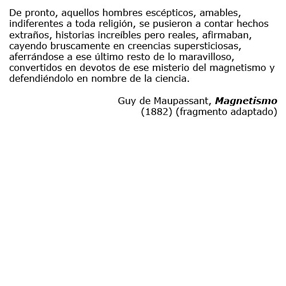 De pronto, aquellos hombres escépticos, amables,
indiferentes a toda religión, se pusieron a contar hechos
extraños, historias increíbles pero reales, afirmaban,
cayendo bruscamente en creencias supersticiosas,
aferrándose a ese último resto de lo maravilloso,
convertidos en devotos de ese misterio del magnetismo y
defendiéndolo en nombre de la ciencia.
Guy de Maupassant, Magnetismo
(1882) (fragmento adaptado)